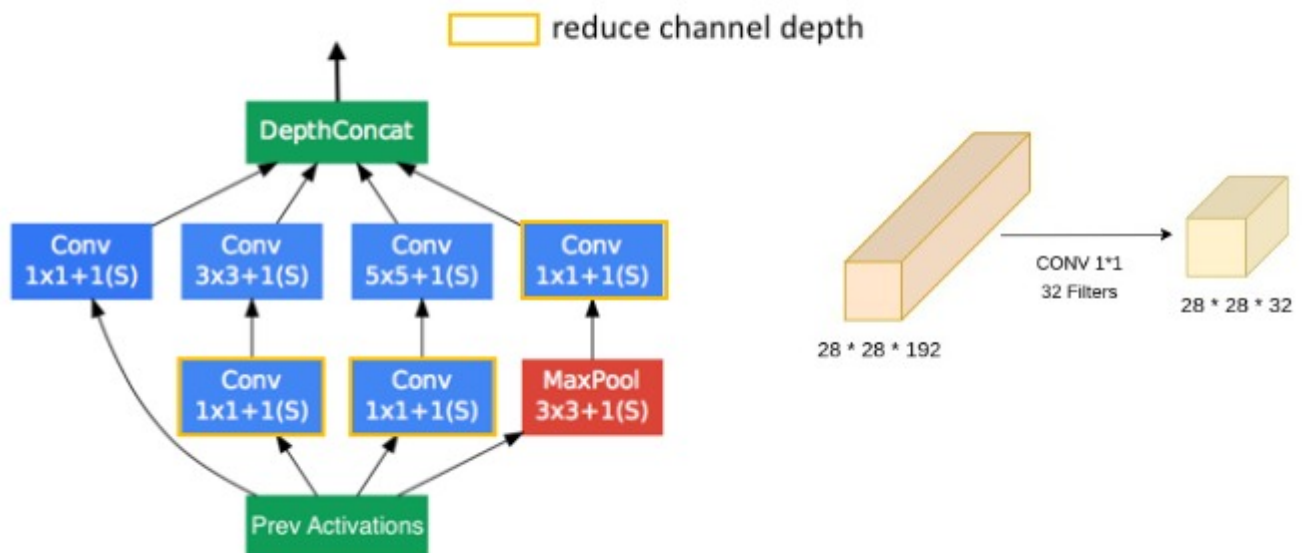 reduce channel depth
DepthConcat
Conv
1x1+1(S)
Conv
3x3+1(S)
Conv
5x5+1(S)
Conv
1x1+1(S)
Conv
1x1+1(S)
Conv
1x1+1(S)
MaxPool
3x3+1(S)
Prev Activations
CONV 1*1
32 Filters
28 * 28 * 192
28 * 28 * 32